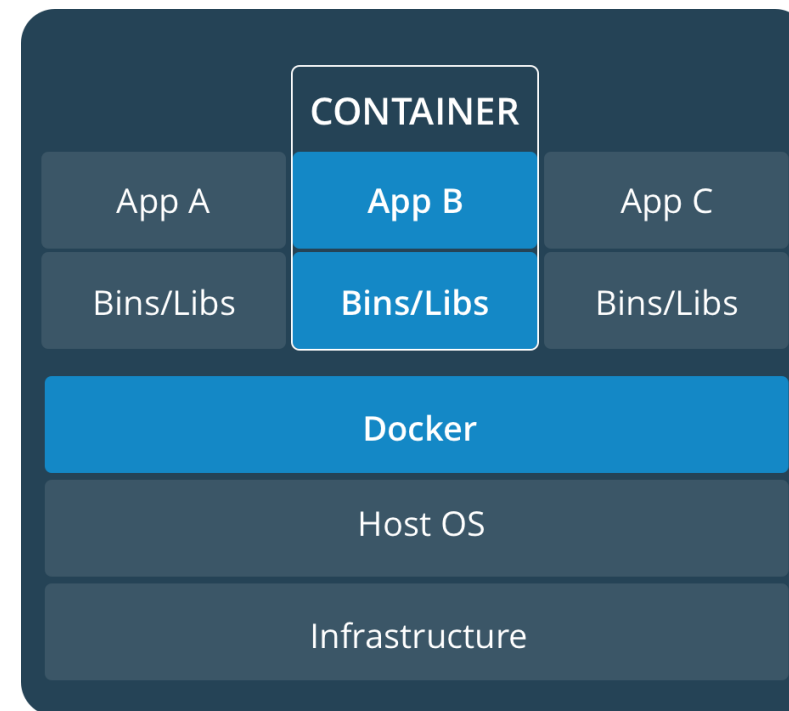 CONTAINER
App A
App B
App C
Bins/Libs
Bins/Libs
Bins/Libs
Docker
Host OS
Infrastructure